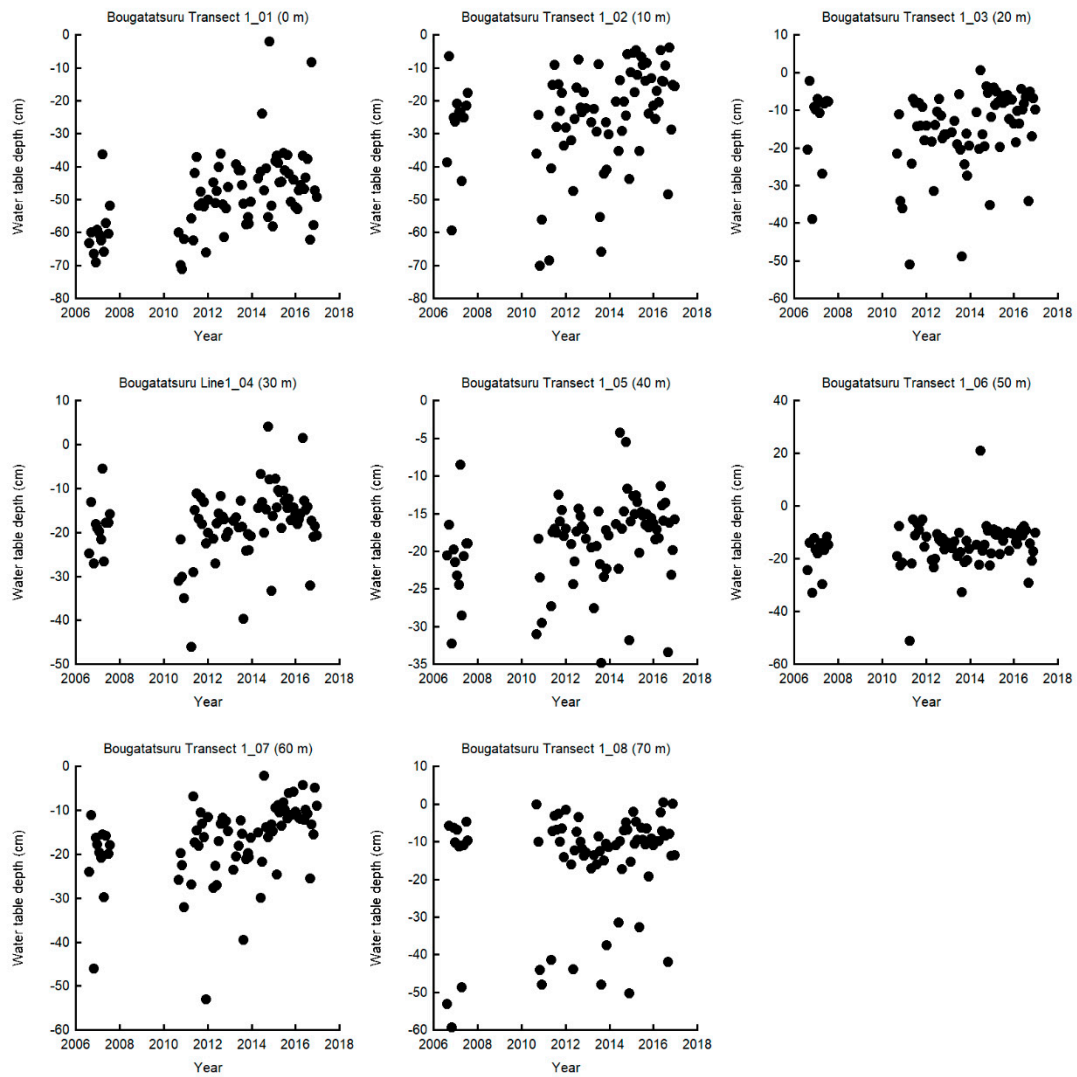 Bougatatsuru Transect 1_01 (0 m)
Water table depth (cm)
0
-10
-20
-30
-40
-50
-60
-70
-80
2006 2008 2010 2012 2014 2016 2018
Year
Bougatatsuru Transect 1_02 (10 m)
Water table depth (cm)
0
-10
-20
-30
-40
-50
-60
-70
-80
2006 2008 2010 2012 2014 2016 2018
Year
Bougatatsuru Transect 1_03 (20 m)
Water table depth (cm)
10
0
-10
-20
-30
-40
-50
-60
2006 2008 2010 2012 2014 2016 2018
Year
Bougatatsuru Line1_04 (30 m)
Water table depth (cm)
10
0
-10
-20
-30
-40
-50
2006 2008 2010 2012 2014 2016 2018
Year
Bougatatsuru Transect 1_05 (40 m)
Water table depth (cm)
0
-5
-10
-15
-20
-25
-30
-35
2006 2008 2010 2012 2014 2016 2018
Year
Bougatatsuru Transect 1_06 (50 m)
Water table depth (cm)
40
20
0
-20
-40
-60
2006 2008 2010 2012 2014 2016 2018
Year
Bougatatsuru Transect 1_07 (60 m)
Water table depth (cm)
0
-10
-20
-30
-40
-50
-60
2006 2008 2010 2012 2014 2016 2018
Year
Bougatatsuru Transect 1_08 (70 m)
Water table depth (cm)
10
0
-10
-20
-30
-40
-50
-60
2006 2008 2010 2012 2014 2016 2018
Year